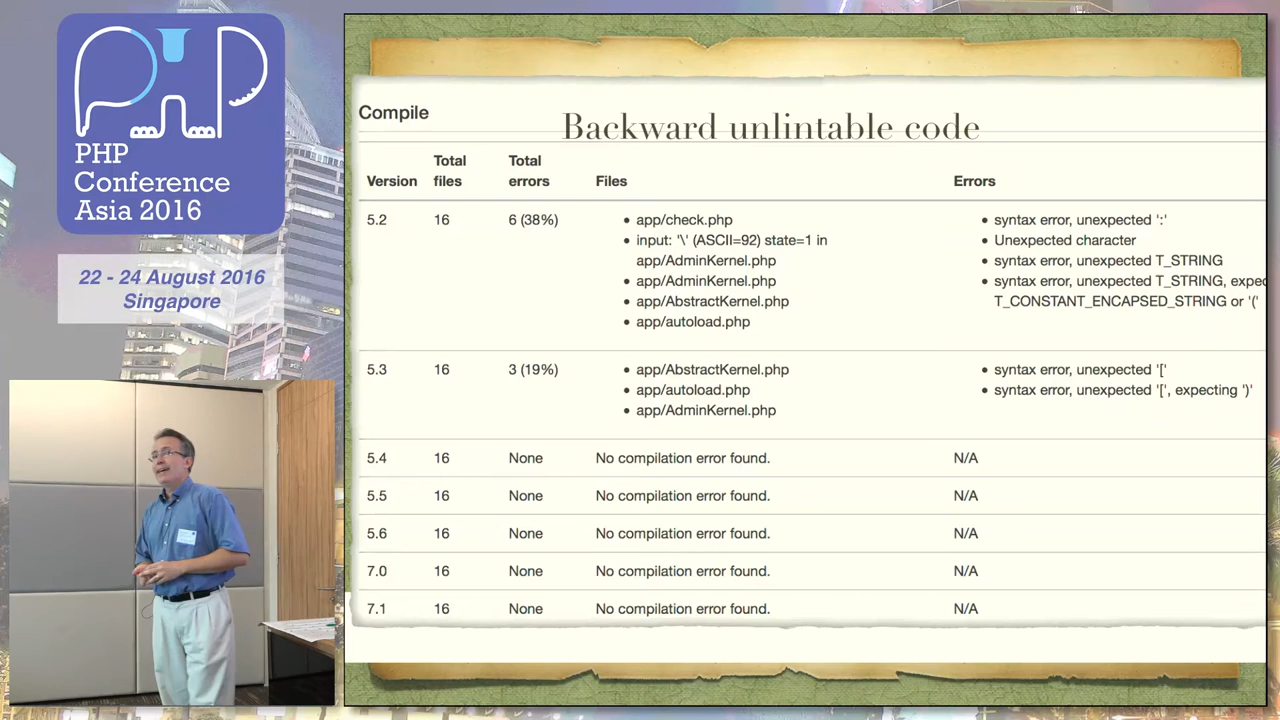 PHP
Conference
Asia 2016
22 - 24 August 2016
Singapore
Backward unlintable code
Compile
Version Total files Total errors Files Errors
5.2 16 6 (38%)
app/check.php
input: '\' (ASCII=92) state=1 in
app/AdminKernel.php
app/AdminKernel.php
app/AbstractKernel.php
app/autoload.php
syntax error, unexpected ':'
Unexpected character
syntax error, unexpected T_STRING
syntax error, unexpected T_STRING, expec
T_CONSTANT_ENCAPSED_STRING or '('
5.3 16 3 (19%)
app/AbstractKernel.php
app/autoload.php
app/AdminKernel.php
syntax error, unexpected '['
syntax error, unexpected '[', expecting ')'
5.4 16 None No compilation error found. N/A
5.5 16 None No compilation error found. N/A
5.6 16 None No compilation error found. N/A
7.0 16 None No compilation error found. N/A
7.1 16 None No compilation error found. N/A